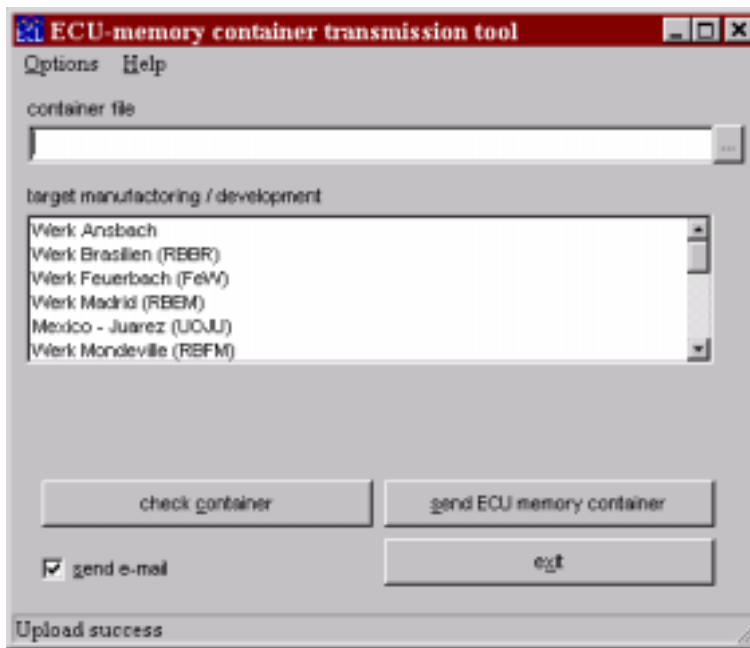 ECU-memory container transmission tool
Options Help
container file
...
target manufactoring / development
Werk Ansbach
Werk Brasilien (RBBR)
Werk Feuerbach (FeW)
Werk Madrid (RBEM)
Mexico - Juarez (UOJU)
Werk Mondeville (RBFM)
check container
send ECU memory container
send e-mail
exit
Upload success